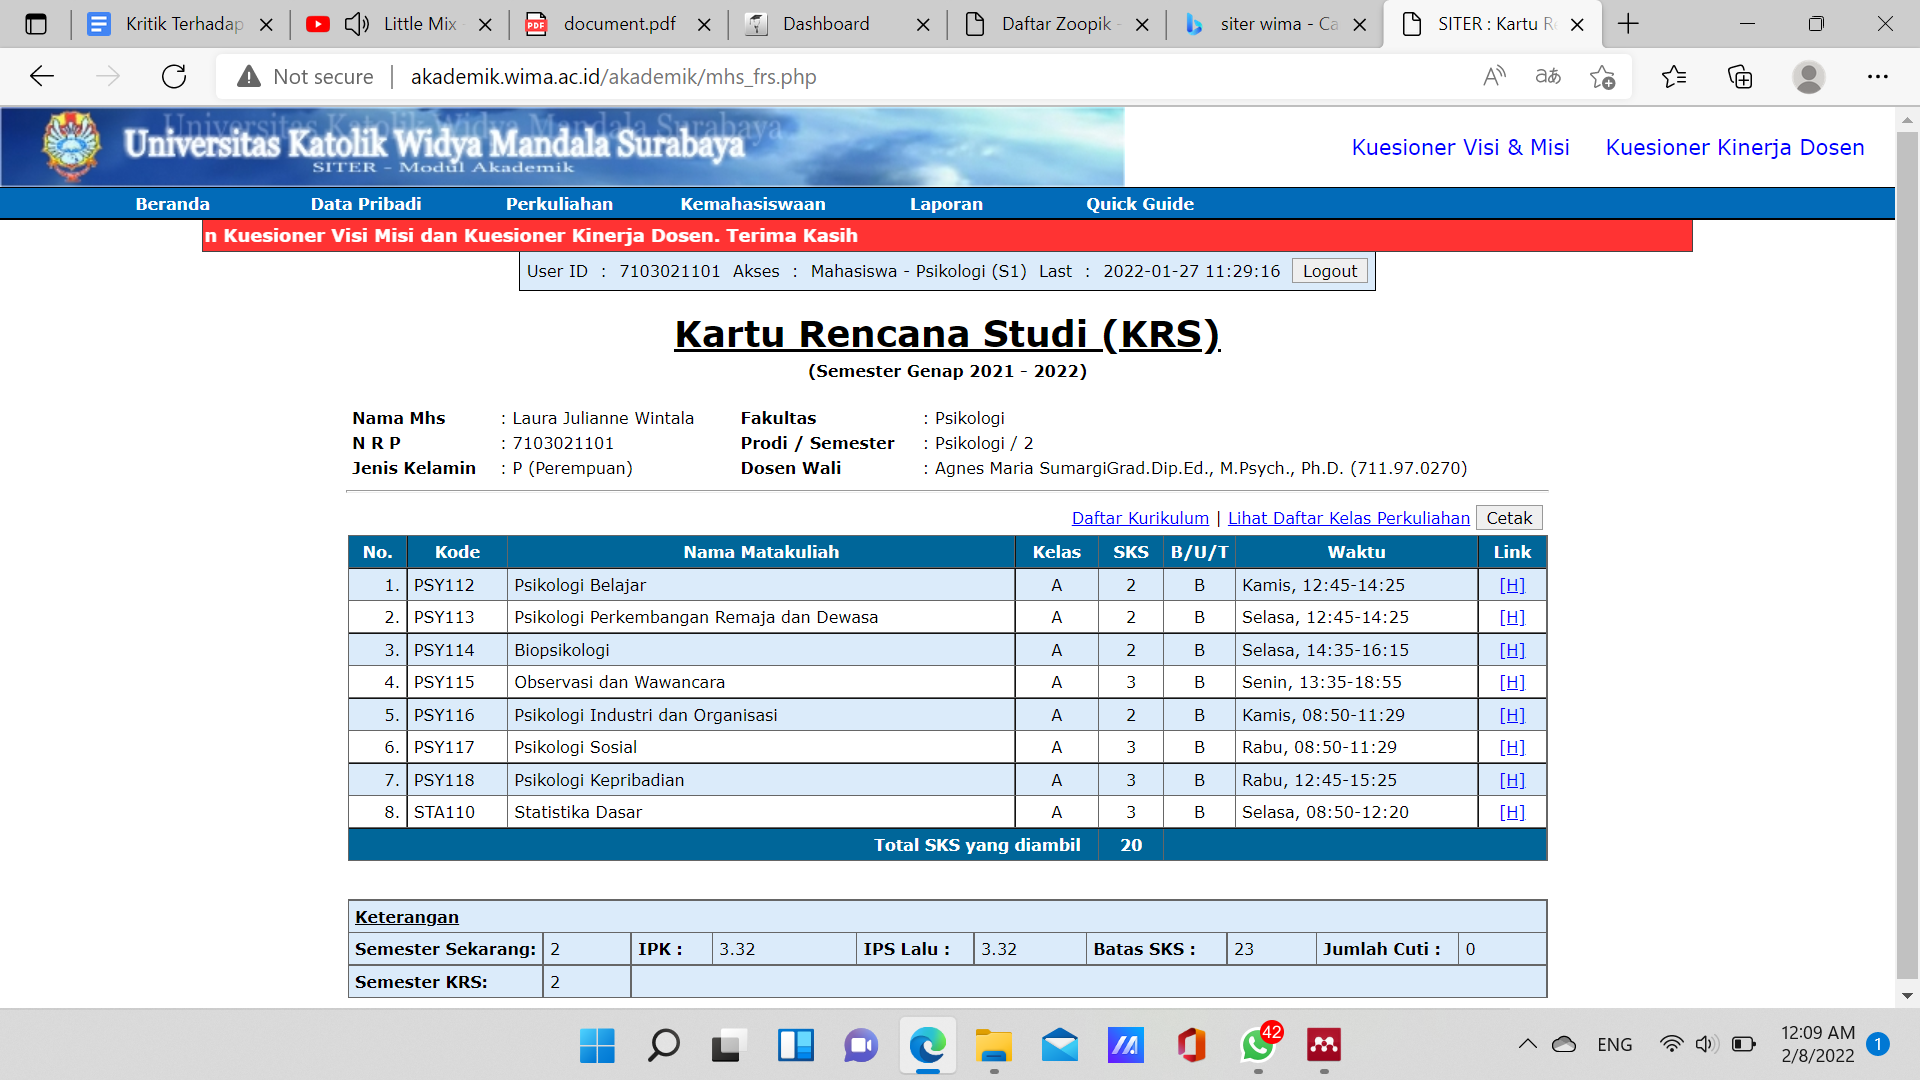 Kritik Terhadap
Little Mix -
document.pdf
Dashboard
Daftar Zoopik -
siter wima - Ca
SITER : Kartu Re
Not secure
akademik.wima.ac.id/akademik/mhs_frs.php
Universitas Katolik Widya Mandala Surabaya
SITER - Modul Akademik
Kuesioner Visi & Misi Kuesioner Kinerja Dosen
Beranda Data Pribadi Perkuliahan Kemahasiswaan Laporan Quick Guide
n Kuesioner Visi Misi dan Kuesioner Kinerja Dosen. Terima Kasih
User ID : 7103021101 Akses : Mahasiswa - Psikologi (S1) Last : 2022-01-27 11:29:16 Logout
Kartu Rencana Studi (KRS)
(Semester Genap 2021 - 2022)
Nama Mhs : Laura Julianne Wintala Fakultas : Psikologi
N R P : 7103021101 Prodi / Semester : Psikologi / 2
Jenis Kelamin : P (Perempuan) Dosen Wali : Agnes Maria SumargiGrad.Dip.Ed., M.Psych., Ph.D. (711.97.0270)
Daftar Kurikulum | Lihat Daftar Kelas Perkuliahan Cetak
No. Kode Nama Matakuliah Kelas SKS B/U/T Waktu Link
1. PSY112 Psikologi Belajar A 2 B Kamis, 12:45-14:25 [H]
2. PSY113 Psikologi Perkembangan Remaja dan Dewasa A 2 B Selasa, 12:45-14:25 [H]
3. PSY114 Biopsikologi A 2 B Selasa, 14:35-16:15 [H]
4. PSY115 Observasi dan Wawancara A 3 B Senin, 13:35-18:55 [H]
5. PSY116 Psikologi Industri dan Organisasi A 2 B Kamis, 08:50-11:29 [H]
6. PSY117 Psikologi Sosial A 3 B Rabu, 08:50-11:29 [H]
7. PSY118 Psikologi Kepribadian A 3 B Rabu, 12:45-15:25 [H]
8. STA110 Statistika Dasar A 3 B Selasa, 08:50-12:20 [H]
Total SKS yang diambil 20
Keterangan
Semester Sekarang: 2 IPK : 3.32 IPS Lalu : 3.32 Batas SKS : 23 Jumlah Cuti : 0
Semester KRS: 2
42
ENG
12:09 AM
2/8/2022
1